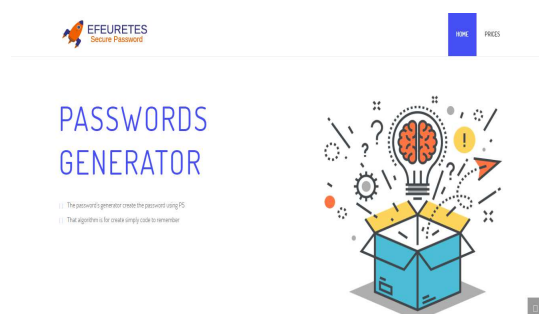 EFEURETES
Secure Password
HOME PRICES
PASSWORDS
GENERATOR
The password's generator create the password using PS
That algorithm is for create simply code to remember